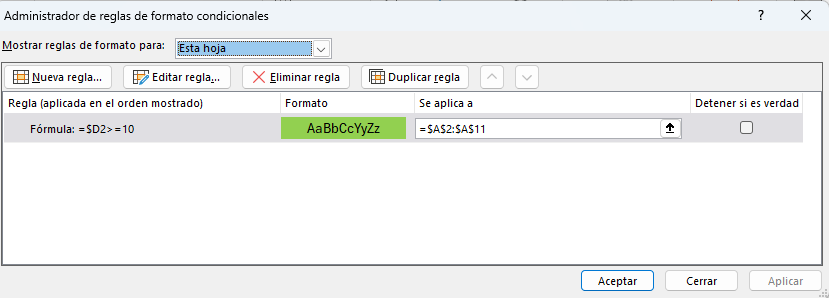 Administrador de reglas de formato condicionales
Mostrar reglas de formato para: Esta hoja
Nueva regla... Editar regla... Eliminar regla Duplicar regla
Regla (aplicada en el orden mostrado) Formato Se aplica a Detener si es verdad
Fórmula: =$D2>=10 AaBbCcYyZz =$A$2:$A$11
Aceptar Cerrar Aplicar